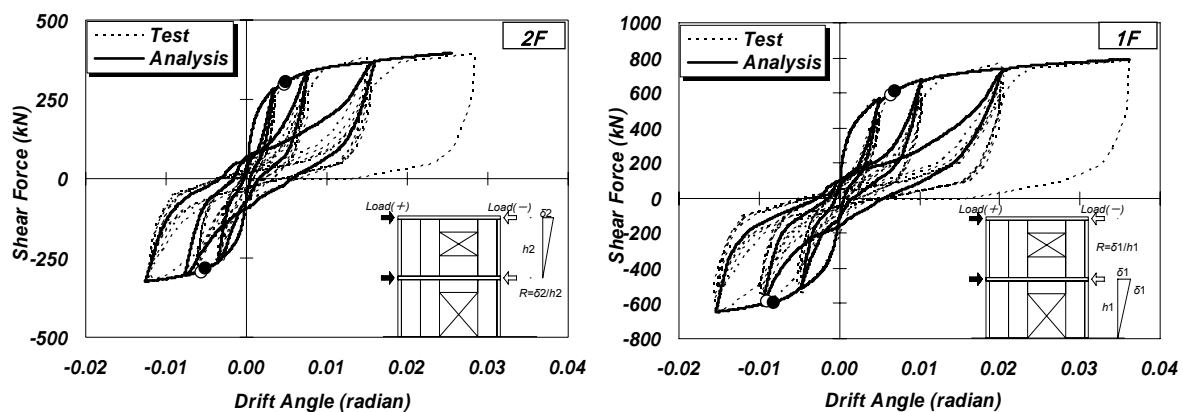 500
250
0
-250
-500
Shear Force (kN)
Test
Analysis
2F
Load(+)
Load(−)
δ2
h2
R=δ2/h2
-0.02 -0.01 0.00 0.01 0.02 0.03 0.04
Drift Angle (radian)
1000
800
600
400
200
0
-200
-400
-600
-800
Shear Force (kN)
Test
Analysis
1F
Load(+)
Load(−)
R=δ1/h1
δ1
h1
δ1
-0.02 -0.01 0.00 0.01 0.02 0.03 0.04
Drift Angle (radian)